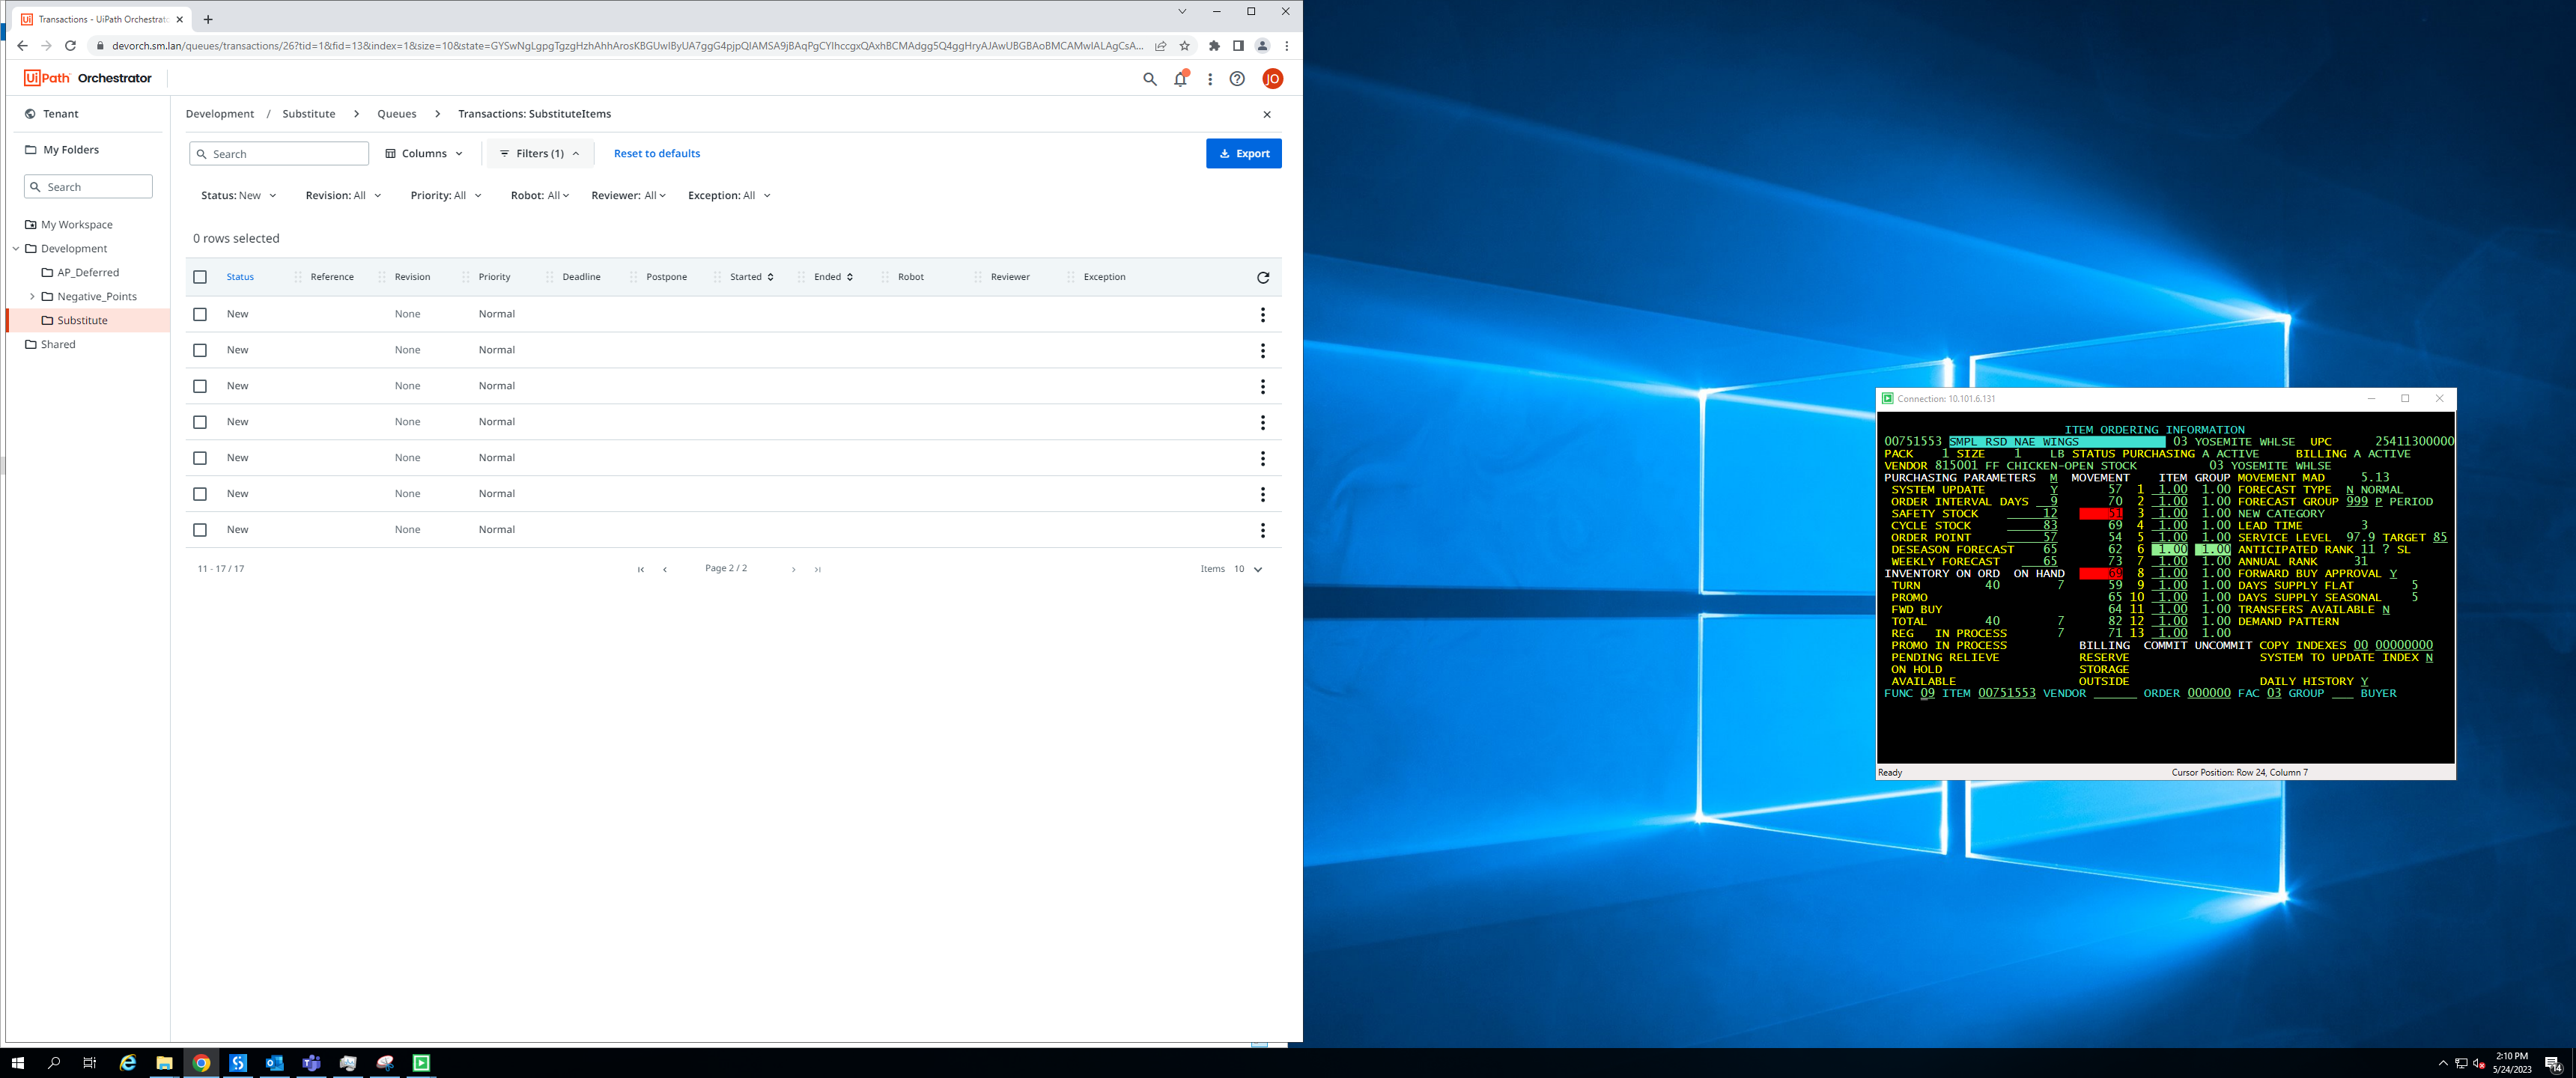 Transactions - UiPath Orchestrato
devorch.sm.lan/queues/transactions/26?tid=1&fid=13&index=1&size=10&state=
UiPath Orchestrator
JO
Tenant
My Folders
Search
My Workspace
Development
AP_Deferred
Negative_Points
Substitute
Shared
Development / Substitute > Queues > Transactions: SubstituteItems
Search
Columns
Filters (1)
Reset to defaults
Export
Status: New
Revision: All
Priority: All
Robot: All
Reviewer: All
Exception: All
0 rows selected
Status Reference Revision Priority Deadline Postpone Started Ended Robot Reviewer Exception
New None Normal
New None Normal
New None Normal
New None Normal
New None Normal
New None Normal
New None Normal
11 - 17 / 17
Page 2 / 2
Items 10
Connection: 10.101.6.131
ITEM ORDERING INFORMATION
00751553 SMPL RSD NAE WINGS 03 YOSEMITE WHLSE UPC 25411300000
PACK 1 SIZE 1 LB STATUS PURCHASING A ACTIVE BILLING A ACTIVE
VENDOR 815001 FF CHICKEN-OPEN STOCK 03 YOSEMITE WHLSE
PURCHASING PARAMETERS M MOVEMENT ITEM GROUP MOVEMENT MAD 5.13
SYSTEM UPDATE Y 57 1 1.00 1.00 FORECAST TYPE N NORMAL
ORDER INTERVAL DAYS 9 70 2 1.00 1.00 FORECAST GROUP 999 P PERIOD
SAFETY STOCK 12 51 3 1.00 1.00 NEW CATEGORY
CYCLE STOCK 83 69 4 1.00 1.00 LEAD TIME 3
ORDER POINT 57 54 5 1.00 1.00 SERVICE LEVEL 97.9 TARGET 85
DESEASON FORECAST 65 62 6 1.00 1.00 ANTICIPATED RANK 11 ? SL
WEEKLY FORECAST 65 73 7 1.00 1.00 ANNUAL RANK 31
INVENTORY ON ORD ON HAND 69 8 1.00 1.00 FORWARD BUY APPROVAL Y
TURN 40 7 59 9 1.00 1.00 DAYS SUPPLY FLAT 5
PROMO 65 10 1.00 1.00 DAYS SUPPLY SEASONAL 5
FWD BUY 64 11 1.00 1.00 TRANSFERS AVAILABLE N
TOTAL 40 7 82 12 1.00 1.00 DEMAND PATTERN
REG IN PROCESS 7 71 13 1.00 1.00
PROMO IN PROCESS BILLING COMMIT UNCOMMIT COPY INDEXES 00 00000000
PENDING RELIEVE RESERVE SYSTEM TO UPDATE INDEX N
ON HOLD STORAGE
AVAILABLE OUTSIDE DAILY HISTORY Y
FUNC 09 ITEM 00751553 VENDOR ______ ORDER 000000 FAC 03 GROUP ___ BUYER
Ready
Cursor Position: Row 24, Column 7
2:10 PM
5/24/2023
14